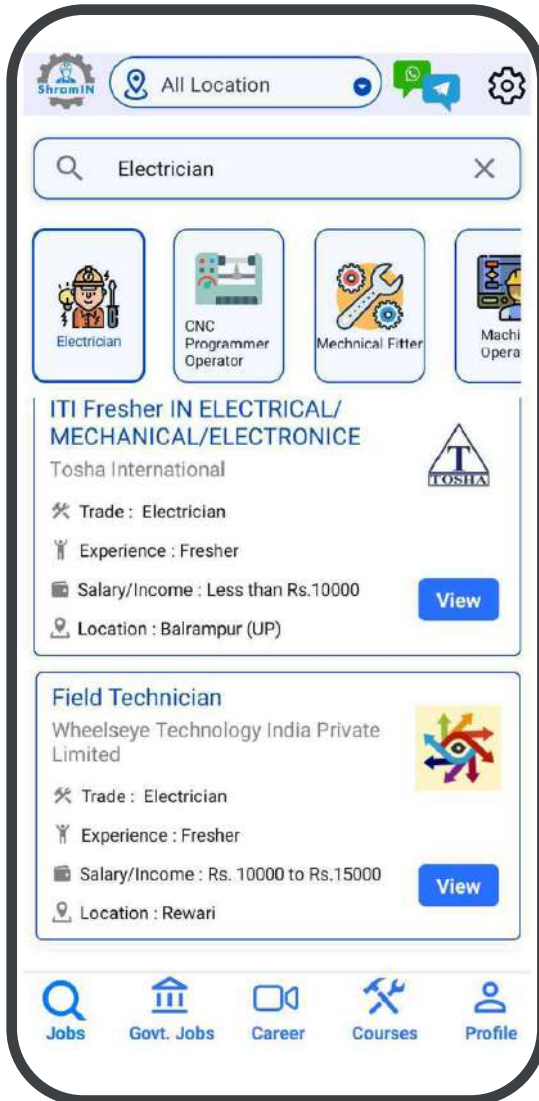 ShramIN
All Location
Electrician
Electrician
CNC
Programmer
Operator
Mechnical Fitter
Machi
Opera
ITI Fresher IN ELECTRICAL/
MECHANICAL/ELECTRONICE
Tosha International
T
TOSHA
Trade : Electrician
Experience : Fresher
Salary/Income : Less than Rs.10000
View
Location : Balrampur (UP)
Field Technician
Wheelseye Technology India Private
Limited
Trade : Electrician
Experience : Fresher
Salary/Income : Rs. 10000 to Rs.15000
View
Location : Rewari
Jobs
Govt. Jobs
Career
Courses
Profile